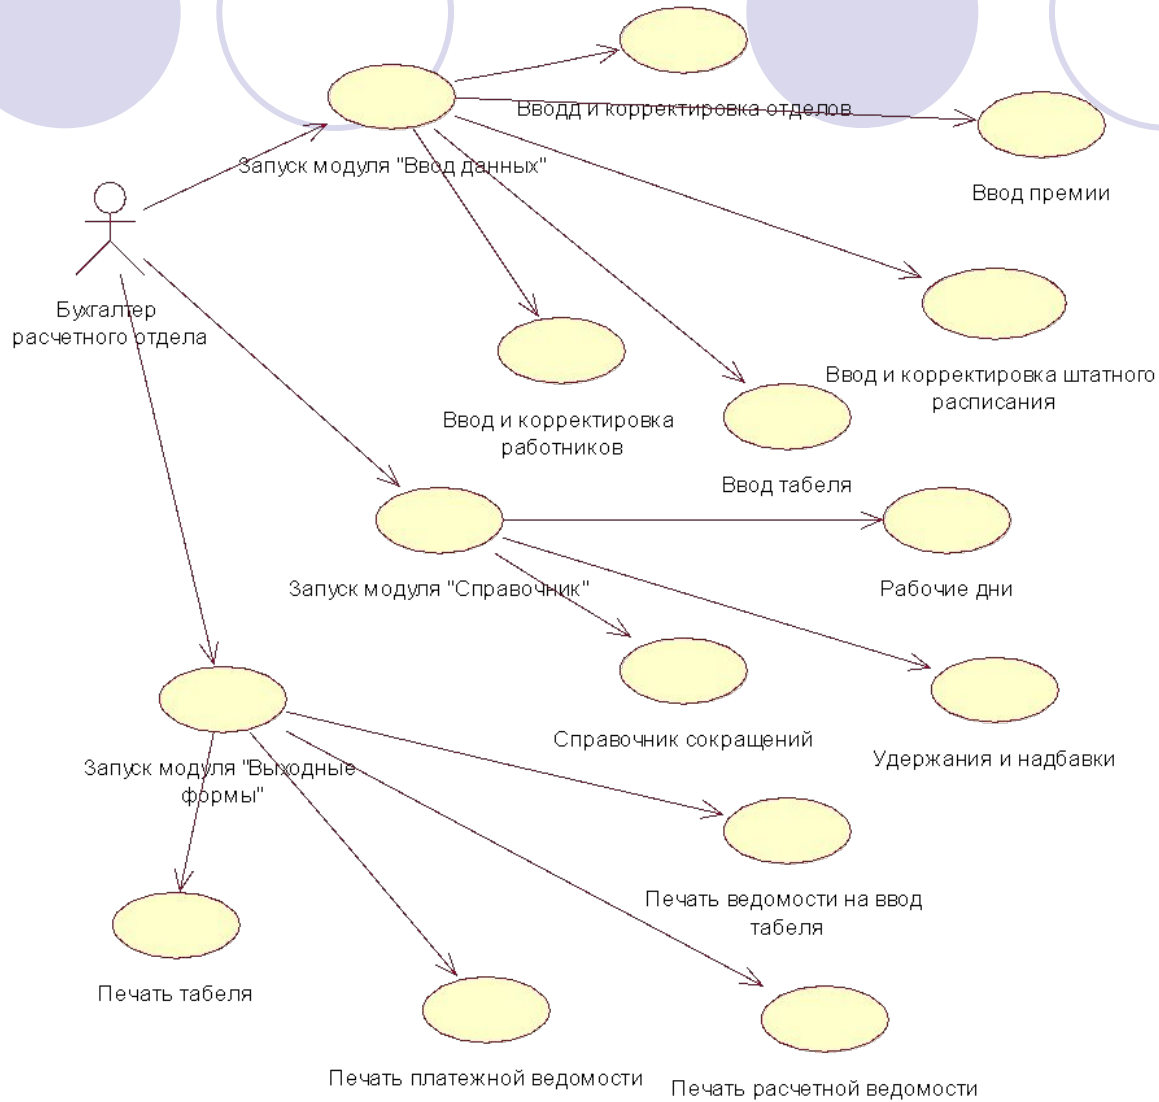 Вводд и корректировка отделов
Запуск модуля "Ввод данных"
Ввод премии
Бухгалтер
расчетного отдела
Ввод и корректировка штатного
расписания
Ввод и корректировка
работников
Ввод табеля
Запуск модуля "Справочник"
Рабочие дни
Справочник сокращений
Удержания и надбавки
Запуск модуля "Выходные
формы"
Печать ведомости на ввод
табеля
Печать табеля
Печать платежной ведомости
Печать расчетной ведомости